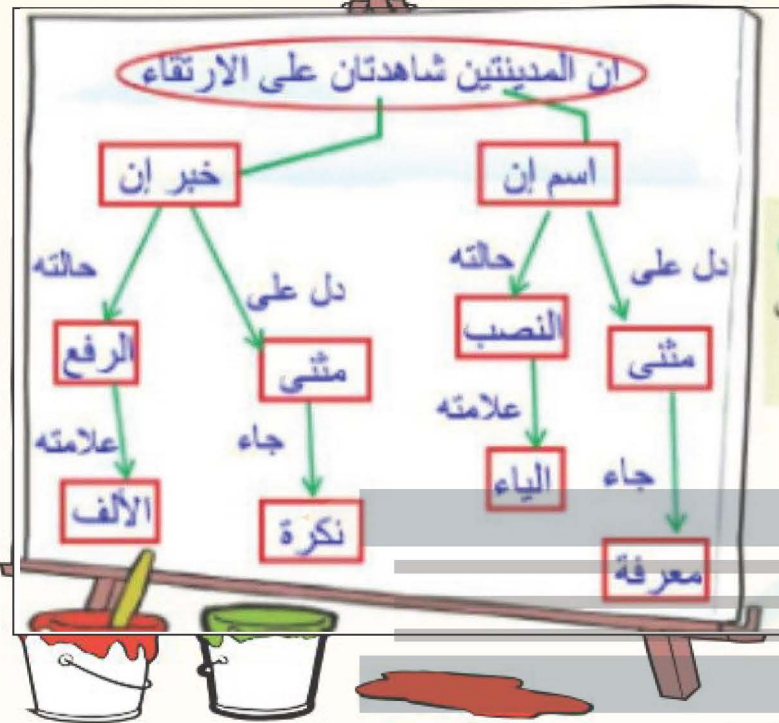 ان المدينتين شاهدتان على الارتقاء
اسم إن
خبر إن
دل على
حالته
دل على
حالته
مثنى
النصب
مثنى
الرفع
جاء
علامته
جاء
علامته
معرفة
الياء
نكرة
الألف